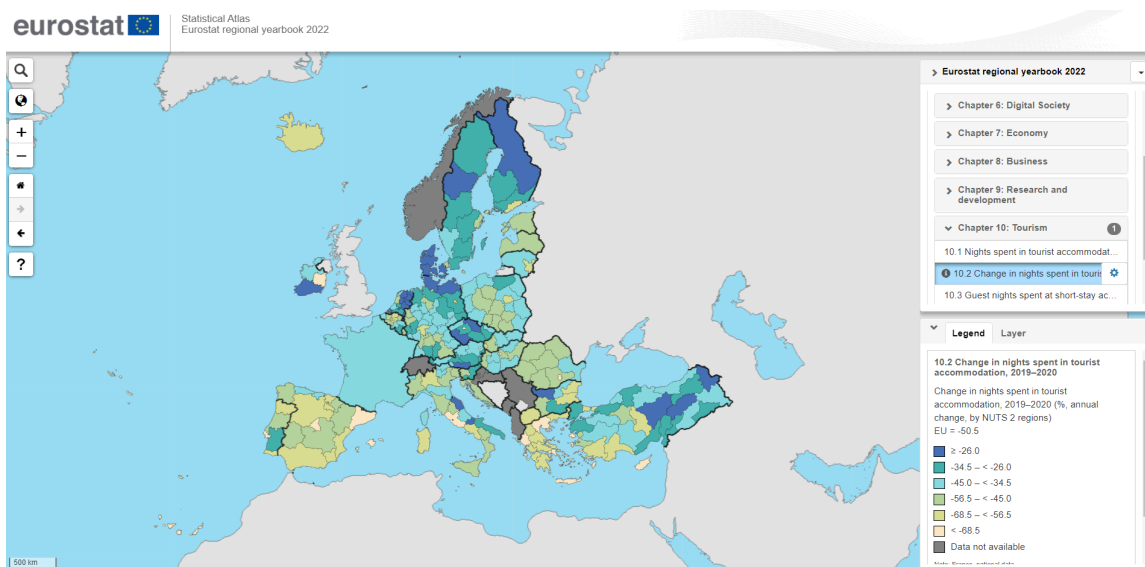 eurostat
Statistical Atlas
Eurostat regional yearbook 2022
Eurostat regional yearbook 2022
Chapter 6: Digital Society
Chapter 7: Economy
Chapter 8: Business
Chapter 9: Research and
development
Chapter 10: Tourism
1
10.1 Nights spent in tourist accommodat...
10.2 Change in nights spent in touris
10.3 Guest nights spent at short-stay ac...
Legend Layer
10.2 Change in nights spent in tourist
accommodation, 2019–2020
Change in nights spent in tourist
accommodation, 2019–2020 (%, annual
change, by NUTS 2 regions)
EU = -50.5
≥ -26.0
-34.5 – < -26.0
-45.0 – < -34.5
-56.5 – < -45.0
-68.5 – < -56.5
< -68.5
Data not available
500 km